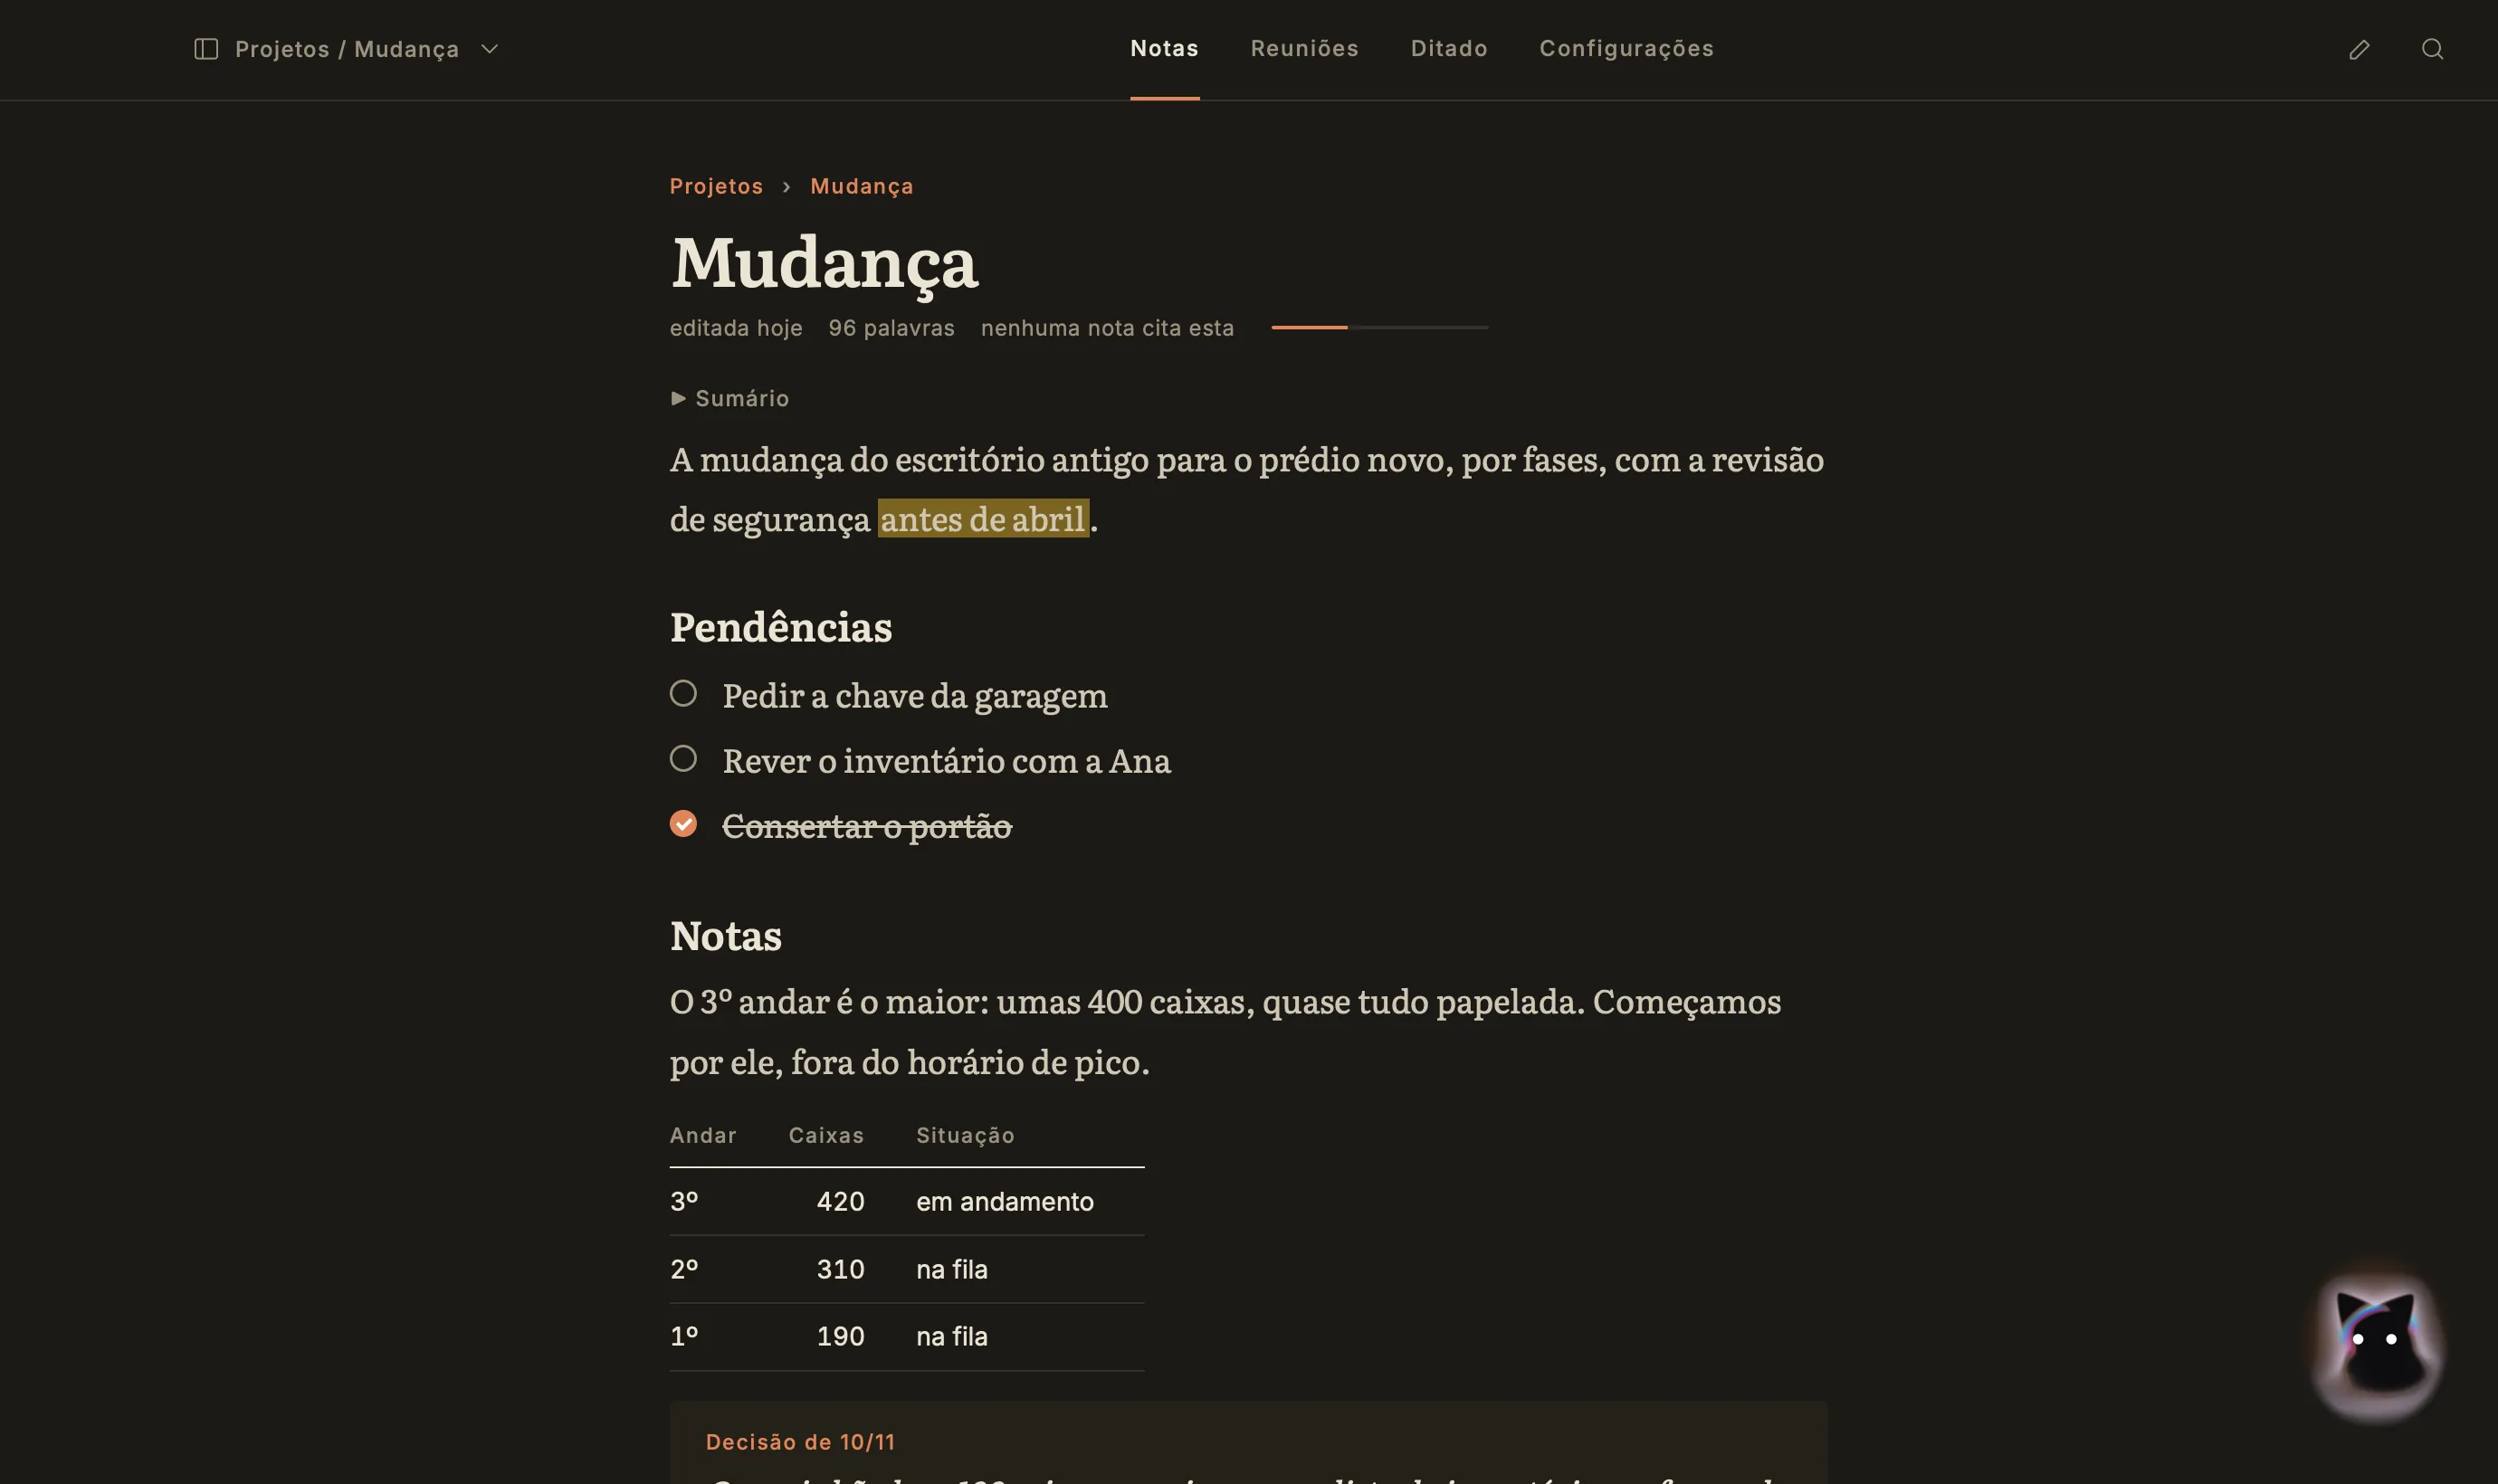 Projetos / Mudança
Notas Reuniões Ditado Configurações
Projetos › Mudança
Mudança
editada hoje 96 palavras nenhuma nota cita esta
Sumário
A mudança do escritório antigo para o prédio novo, por fases, com a revisão
de segurança antes de abril.
Pendências
Pedir a chave da garagem
Rever o inventário com a Ana
Consertar o portão
Notas
O 3º andar é o maior: umas 400 caixas, quase tudo papelada. Começamos
por ele, fora do horário de pico.
Andar Caixas Situação
3º 420 em andamento
2º 310 na fila
1º 190 na fila
Decisão de 10/11